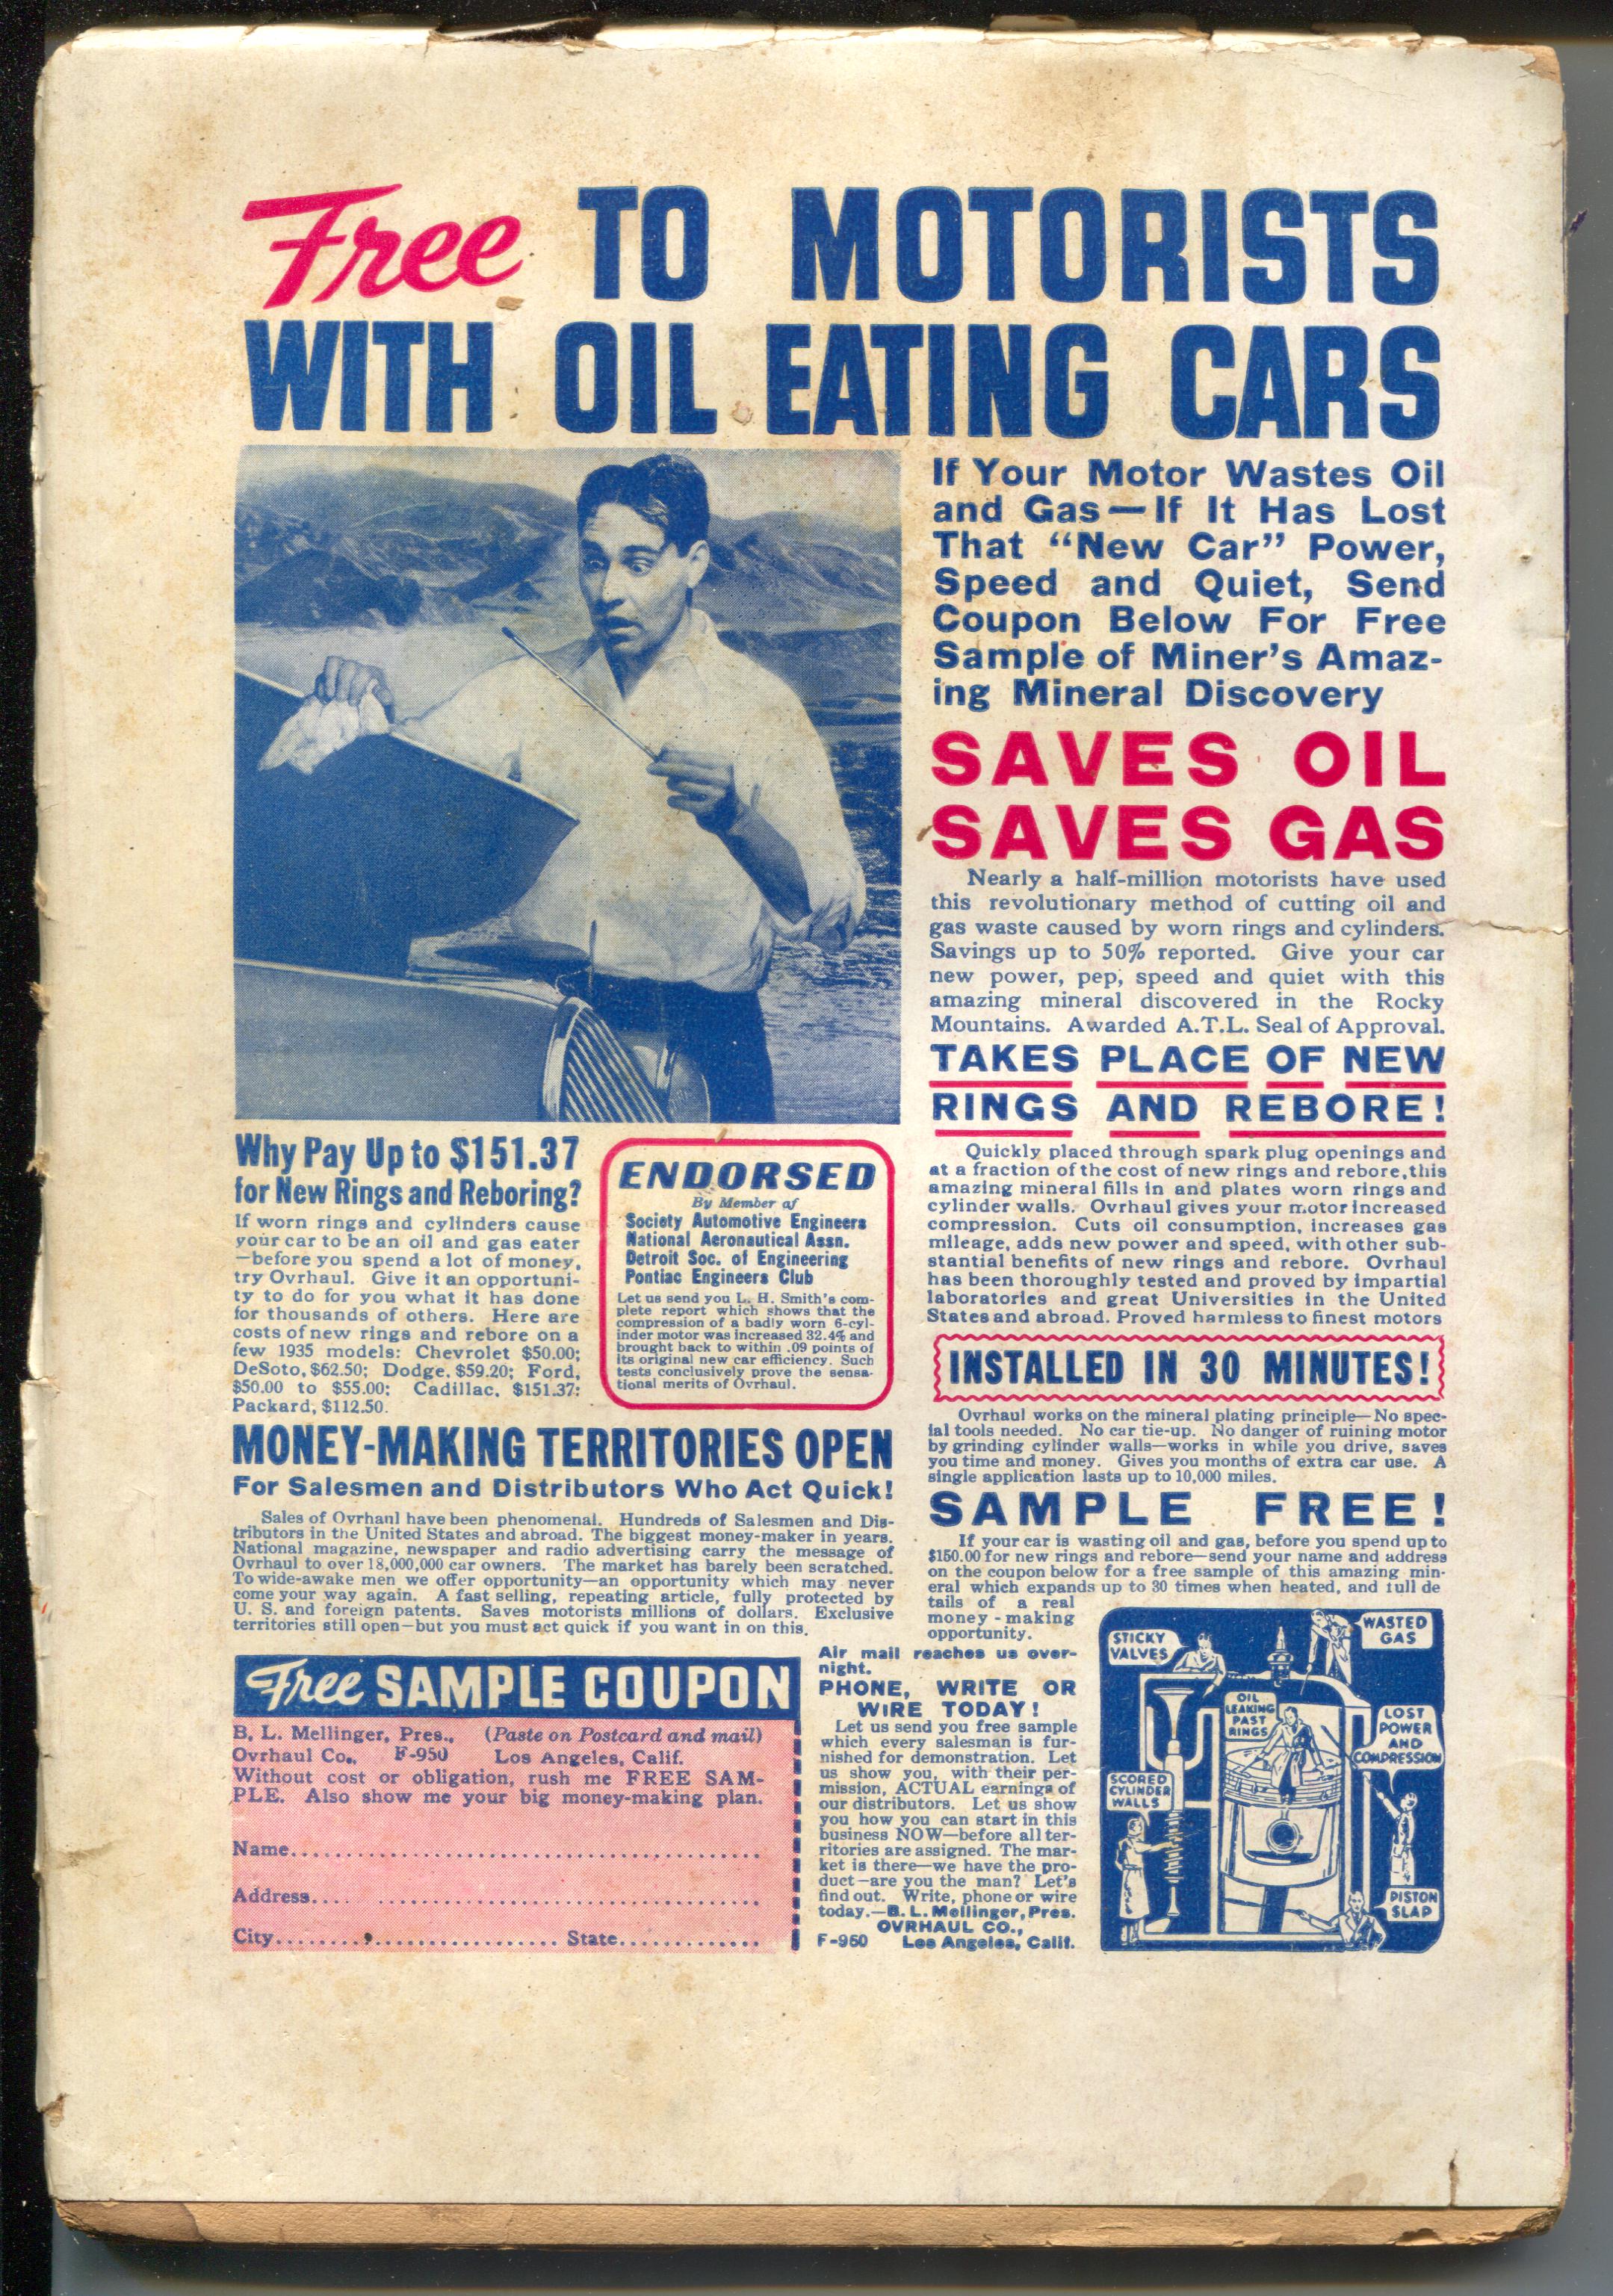 Free TO MOTORISTS
WITH OIL EATING CARS
If Your Motor Wastes Oil
and Gas—If It Has Lost
That “New Car” Power,
Speed and Quiet, Send
Coupon Below For Free
Sample of Miner’s Amaz-
ing Mineral Discovery
SAVES OIL
SAVES GAS
Nearly a half-million motorists have used
this revolutionary method of cutting oil and
gas waste caused by worn rings and cylinders.
Savings up to 50% reported. Give your car
new power, pep, speed and quiet with this
amazing mineral discovered in the Rocky
Mountains. Awarded A.T.L. Seal of Approval.
TAKES PLACE OF NEW
RINGS AND REBORE!
Quickly placed through spark plug openings and
at a fraction of the cost of new rings and rebore, this
amazing mineral fills in and plates worn rings and
cylinder walls. Ovrhaul gives your motor increased
compression. Cuts oil consumption, increases gas
mileage, adds new power and speed, with other sub-
stantial benefits of new rings and rebore. Ovrhaul
has been thoroughly tested and proved by impartial
laboratories and great Universities in the United
States and abroad. Proved harmless to finest motors
INSTALLED IN 30 MINUTES!
Ovrhaul works on the mineral plating principle—No spec-
ial tools needed. No car tie-up. No danger of ruining motor
by grinding cylinder walls—works in while you drive, saves
you time and money. Gives you months of extra car use. A
single application lasts up to 10,000 miles.
SAMPLE FREE!
If your car is wasting oil and gas, before you spend up to
$150.00 for new rings and rebore—send your name and address
on the coupon below for a free sample of this amazing min-
eral which expands up to 30 times when heated, and full de
tails of a real
money-making
opportunity.
Why Pay Up to $151.37
for New Rings and Reboring?
If worn rings and cylinders cause
your car to be an oil and gas eater
—before you spend a lot of money,
try Ovrhaul. Give it an opportuni-
ty to do for you what it has done
for thousands of others. Here are
costs of new rings and rebore on a
few 1935 models: Chevrolet $50.00;
DeSoto, $62.50; Dodge, $59.20; Ford,
$50.00 to $55.00; Cadillac, $151.37;
Packard, $112.50.
ENDORSED
By Member of
Society Automotive Engineers
National Aeronautical Assn.
Detroit Soc. of Engineering
Pontiac Engineers Club
Let us send you L. H. Smith's com-
plete report which shows that the
compression of a badly worn 6-cyl-
inder motor was increased 32.4% and
brought back to within .09 points of
its original new car efficiency. Such
tests conclusively prove the sensa-
tional merits of Ovrhaul.
MONEY-MAKING TERRITORIES OPEN
For Salesmen and Distributors Who Act Quick!
Sales of Ovrhaul have been phenomenal. Hundreds of Salesmen and Dis-
tributors in the United States and abroad. The biggest money-maker in years.
National magazine, newspaper and radio advertising carry the message of
Ovrhaul to over 18,000,000 car owners. The market has barely been scratched.
To wide-awake men we offer opportunity—an opportunity which may never
come your way again. A fast selling, repeating article, fully protected by
U. S. and foreign patents. Saves motorists millions of dollars. Exclusive
territories still open—but you must act quick if you want in on this.
Free SAMPLE COUPON
B. L. Mellinger, Pres., (Paste on Postcard and mail)
Ovrhaul Co., F-950 Los Angeles, Calif.
Without cost or obligation, rush me FREE SAM-
PLE. Also show me your big money-making plan.
Name
Address
City State
Air mail reaches us over-
night.
PHONE, WRITE OR
WIRE TODAY!
Let us send you free sample
which every salesman is fur-
nished for demonstration. Let
us show you, with their per-
mission, ACTUAL earnings of
our distributors. Let us show
you how you can start in this
business NOW—before all ter-
ritories are assigned. The mar-
ket is there—we have the pro-
duct—are you the man? Let's
find out. Write, phone or wire
today.—B. L. Mellinger, Pres.
OVRHAUL CO.,
F-960 Los Angeles, Calif.
STICKY
VALVES
WASTED
GAS
OIL
LEAKING
PAST
RINGS
LOST
POWER
AND
COMPRESSION
SCORED
CYLINDER
WALLS
PISTON
SLAP